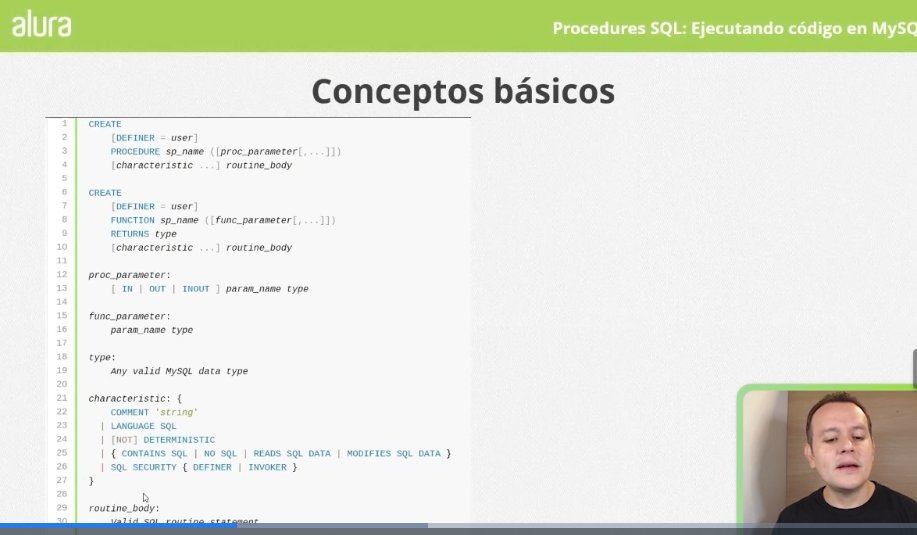 alura
Procedures SQL: Ejecutando código en MySQ
Conceptos básicos
1 CREATE
2 [DEFINER = user]
3 PROCEDURE sp_name ([proc_parameter[,...]])
4 [characteristic ...] routine_body
5
6 CREATE
7 [DEFINER = user]
8 FUNCTION sp_name ([func_parameter[,...]])
9 RETURNS type
10 [characteristic ...] routine_body
11
12 proc_parameter:
13 [ IN | OUT | INOUT ] param_name type
14
15 func_parameter:
16 param_name type
17
18 type:
19 Any valid MySQL data type
20
21 characteristic: {
22 COMMENT 'string'
23 | LANGUAGE SQL
24 | [NOT] DETERMINISTIC
25 | { CONTAINS SQL | NO SQL | READS SQL DATA | MODIFIES SQL DATA }
26 | SQL SECURITY { DEFINER | INVOKER }
27 }
28
29 routine_body:
30 Valid SQL routine statement